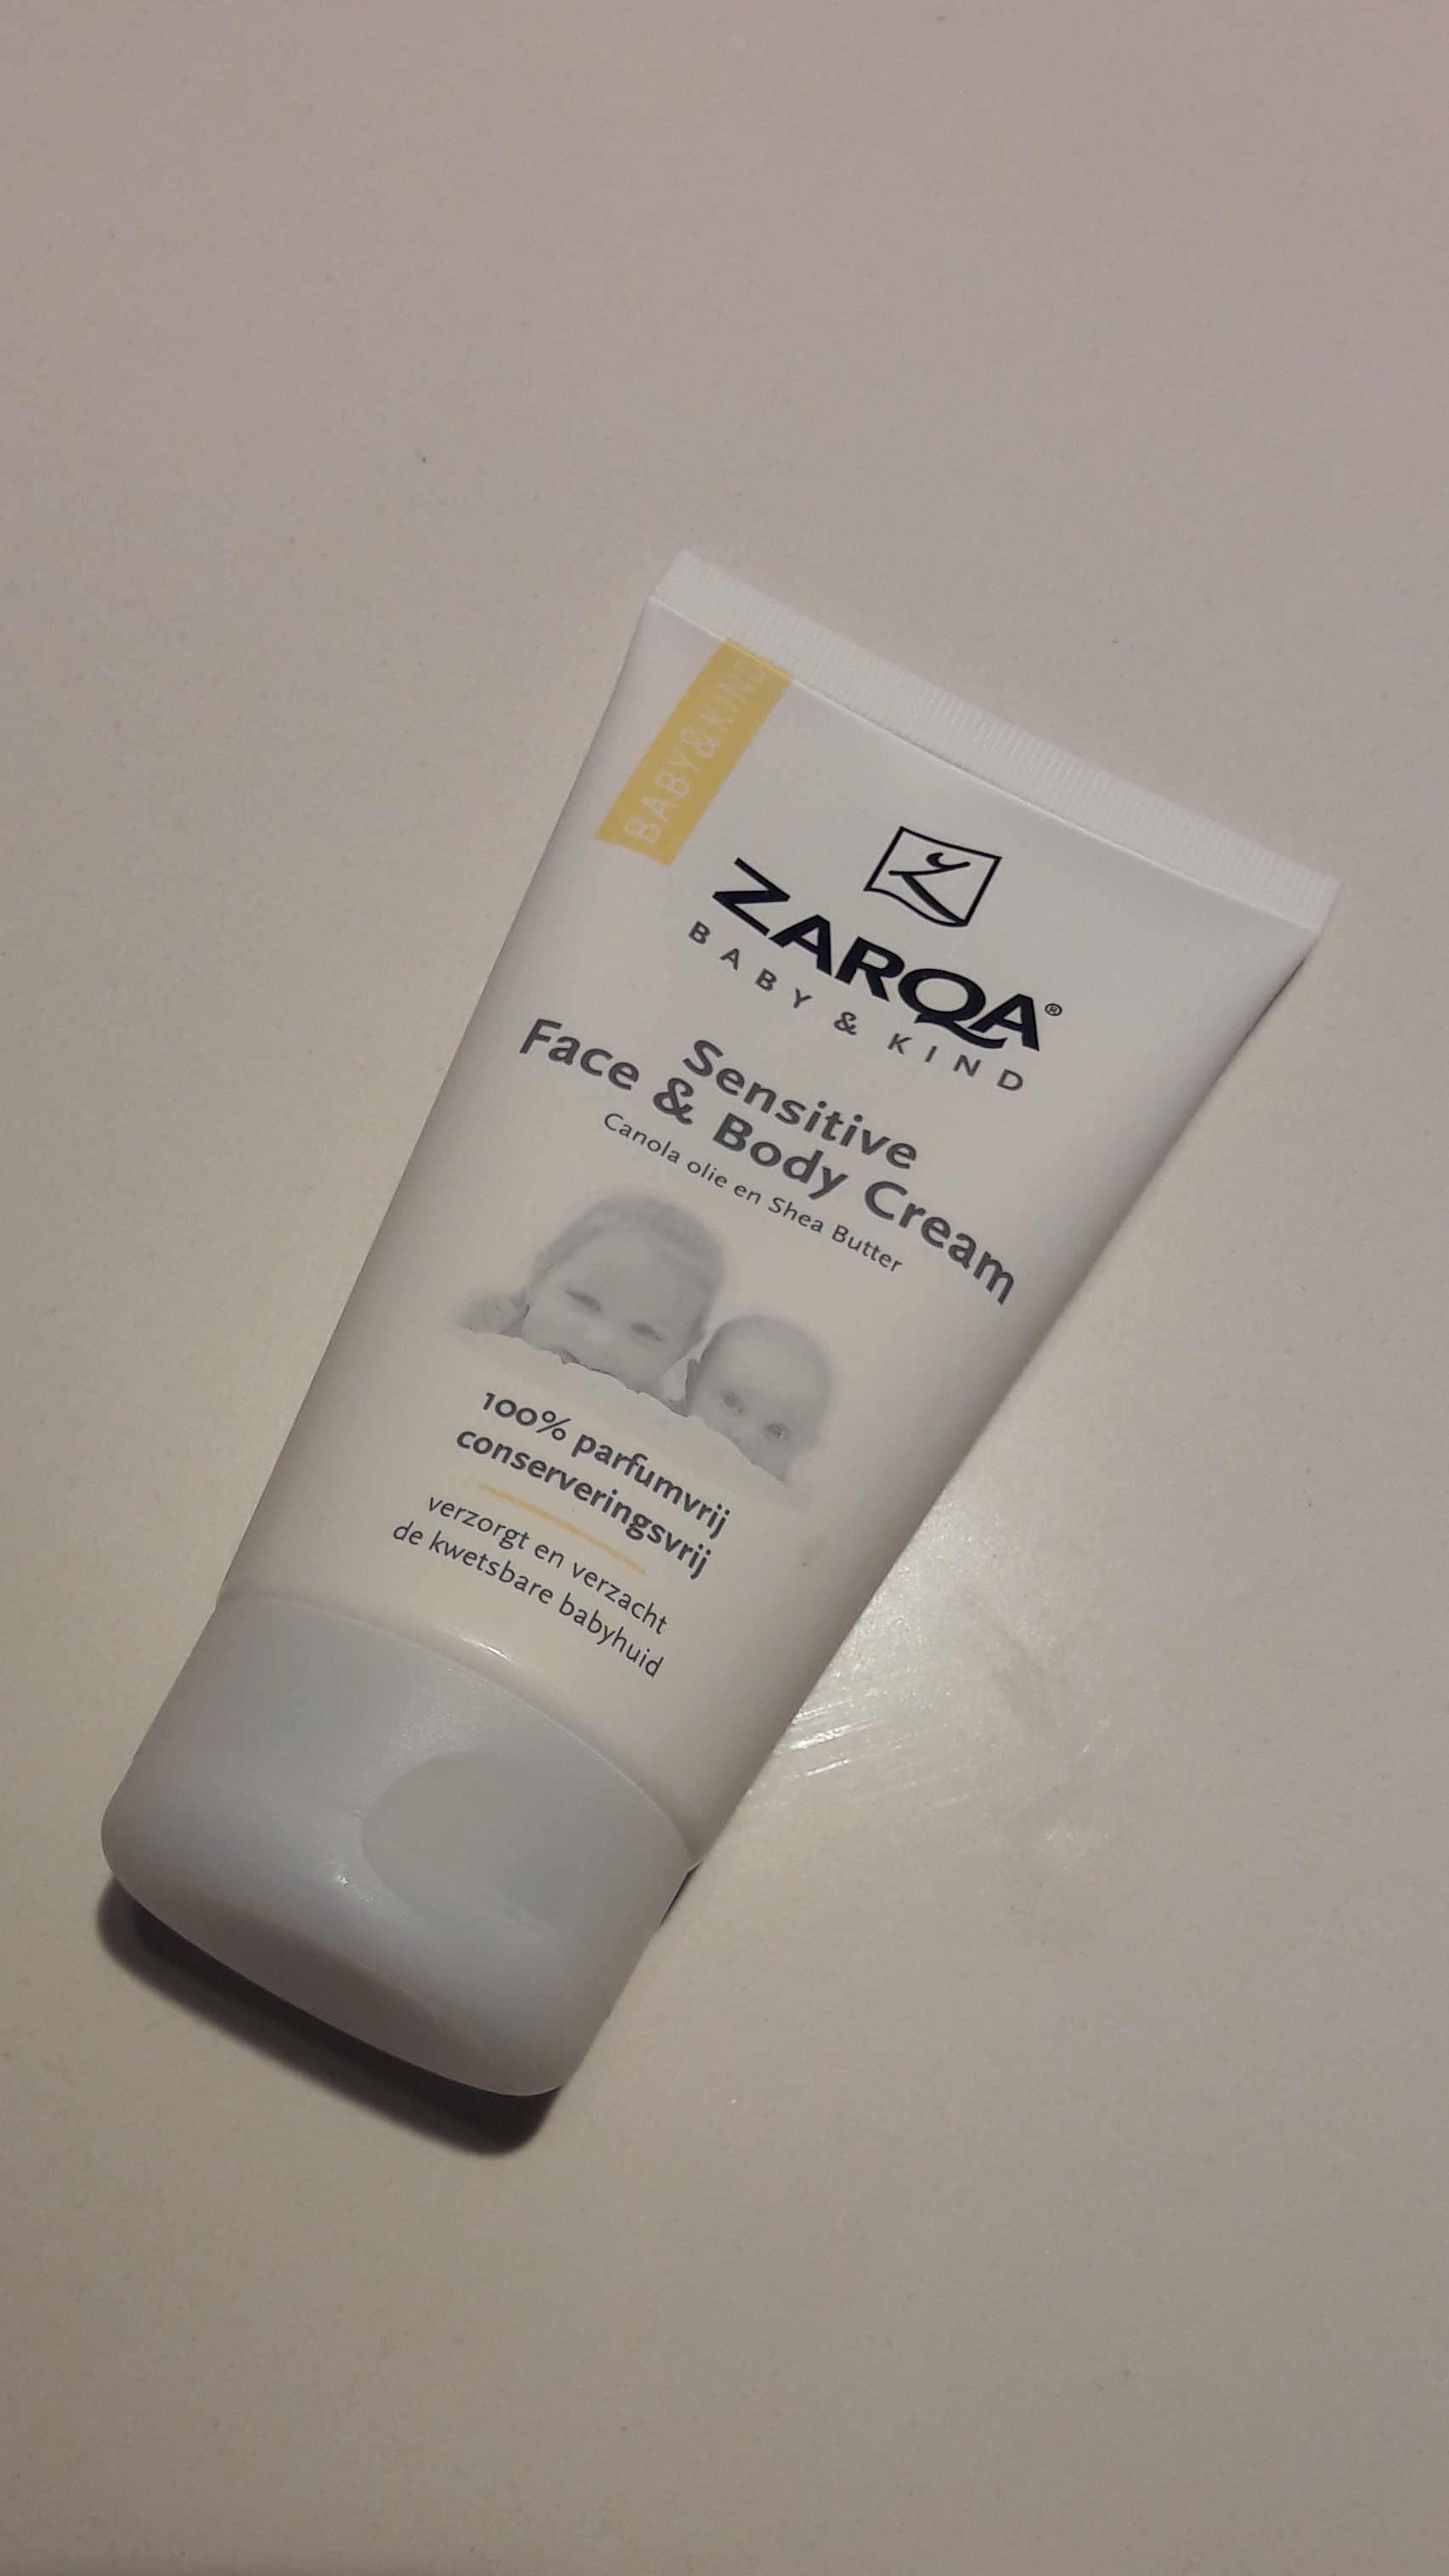 BABY&KIND
ZARQA®
BABY & KIND
Sensitive
Face & Body Cream
Canola olie en Shea Butter
100% parfumvrij
conserveringsvrij
verzorgt en verzacht
de kwetsbare babyhuid